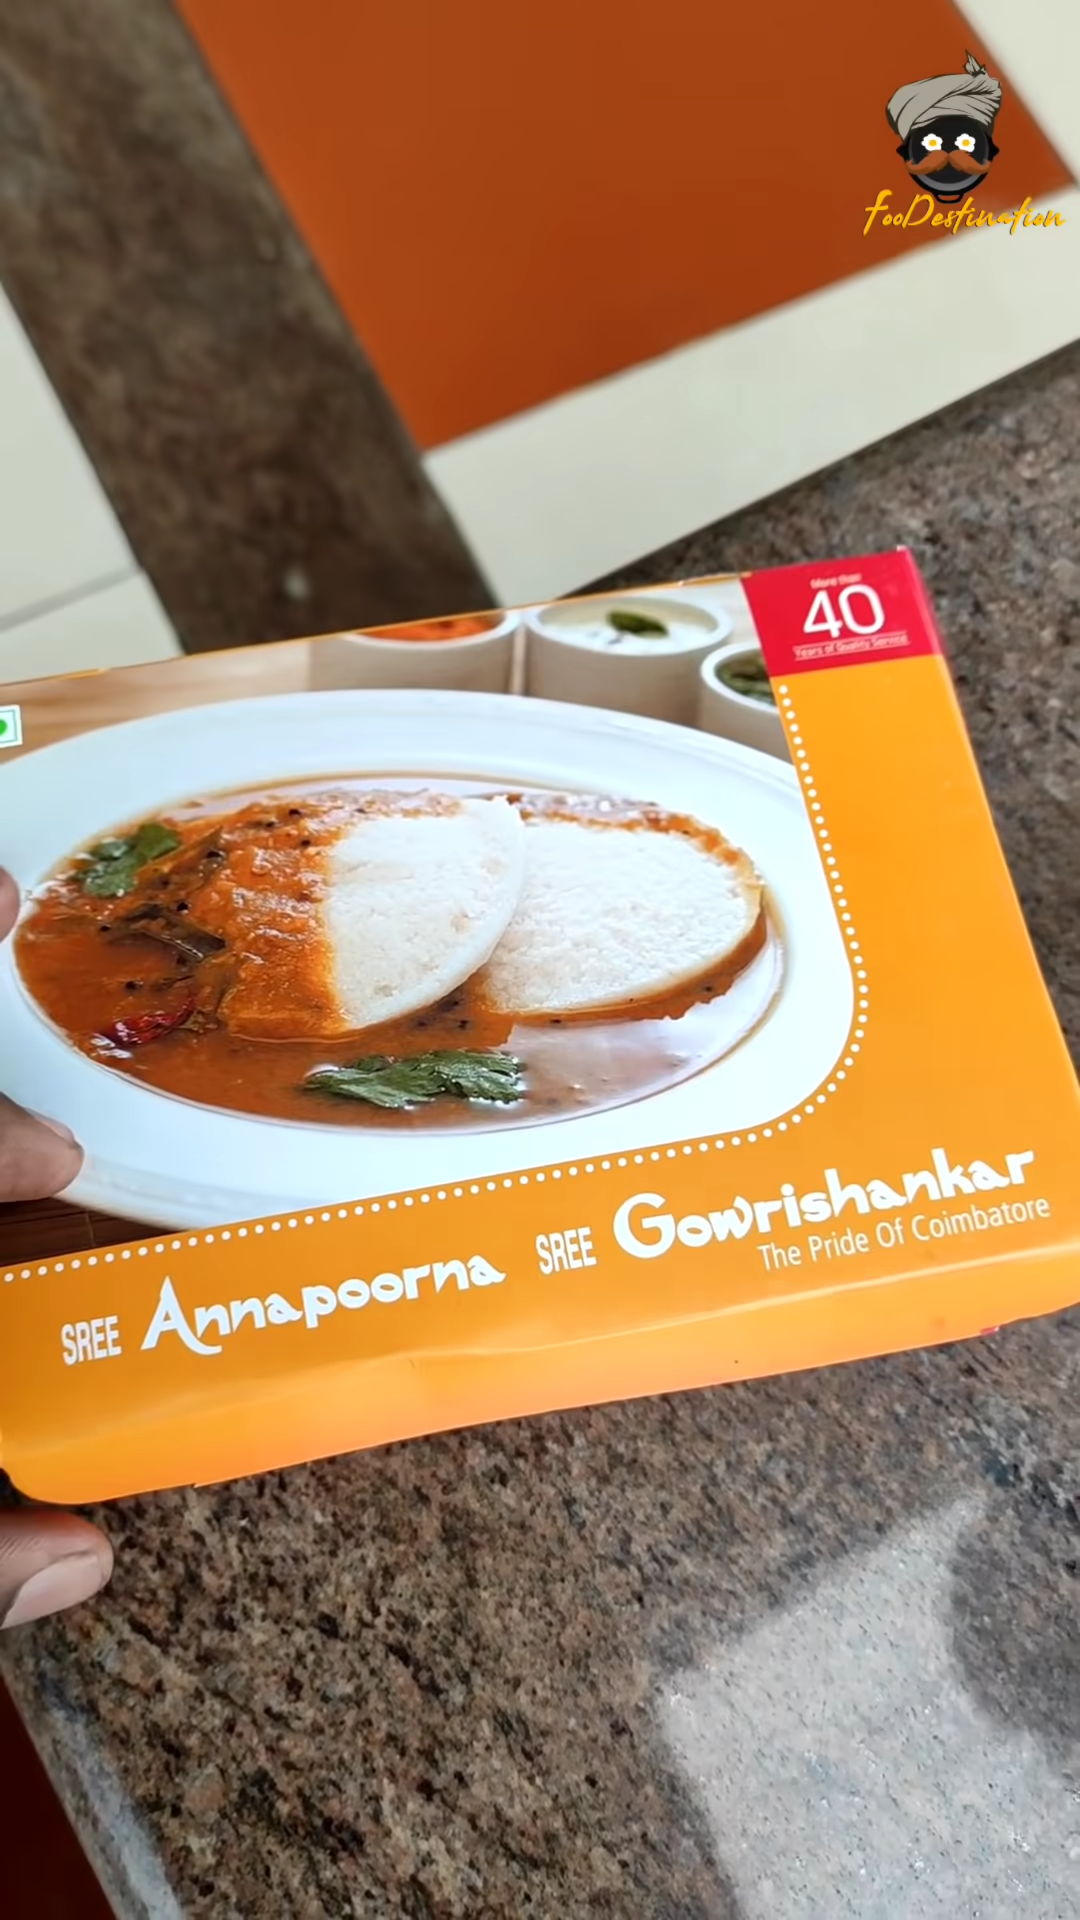 fooDestination
More than
40
Years of Quality Service
SREE Annapoorna SREE Gowrishankar
The Pride Of Coimbatore